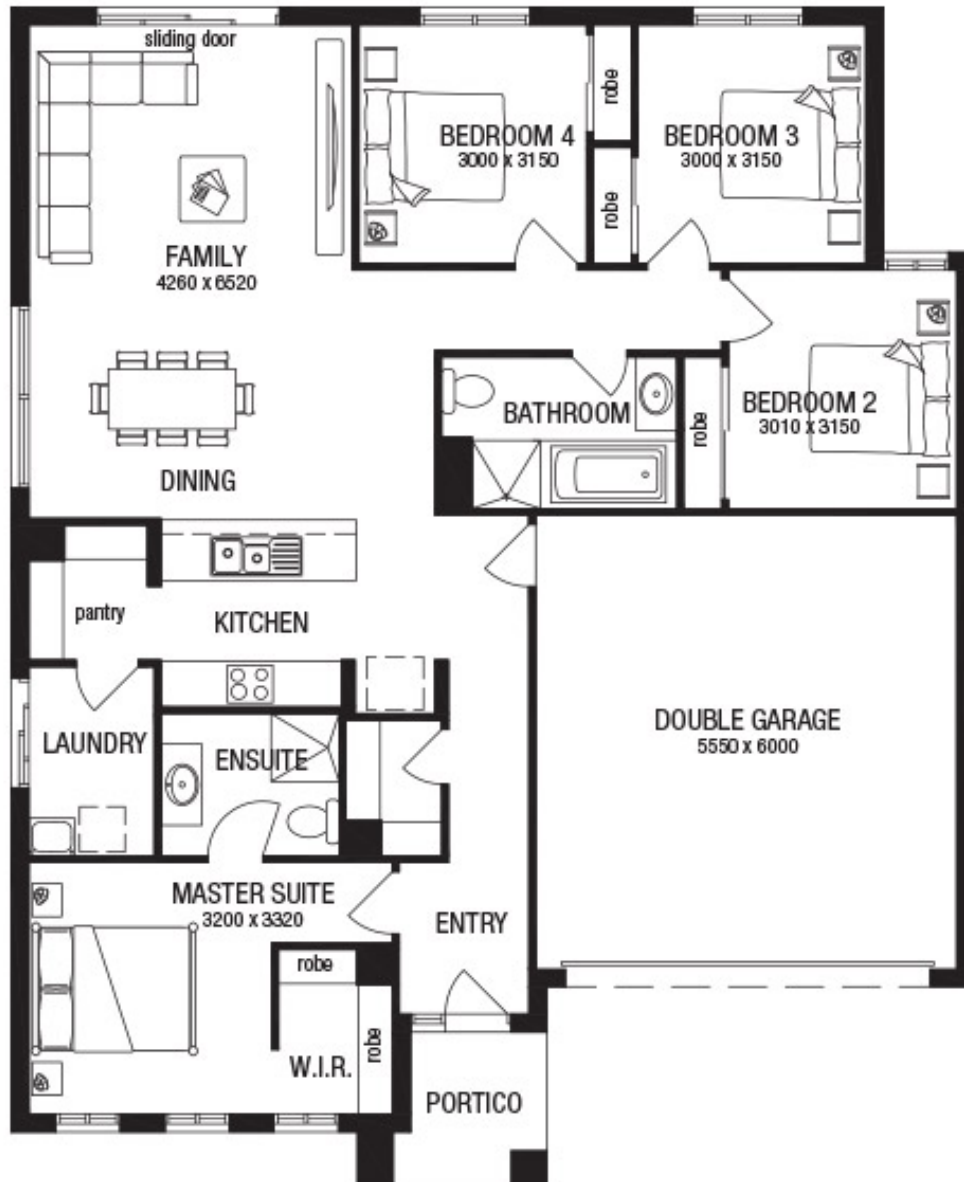 sliding door
BEDROOM 4
3000 x 3150
robe
robe
BEDROOM 3
3000 x 3150
FAMILY
4260 x 6520
BATHROOM
robe
BEDROOM 2
3010 x 3150
DINING
pantry
KITCHEN
LAUNDRY
ENSUITE
DOUBLE GARAGE
5550 x 6000
MASTER SUITE
3200 x 3320
ENTRY
robe
robe
W.I.R.
PORTICO